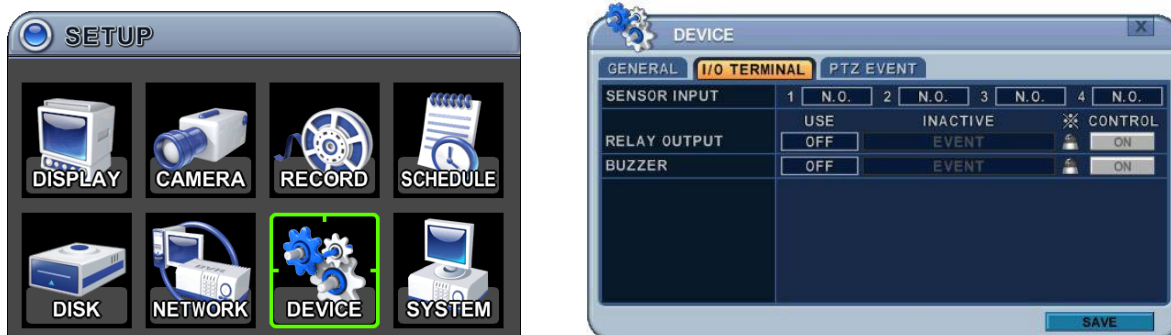 SETUP
DISPLAY CAMERA RECORD SCHEDULE
DISK NETWORK DEVICE SYSTEM
DEVICE X
GENERAL I/O TERMINAL PTZ EVENT
SENSOR INPUT 1 N.O. 2 N.O. 3 N.O. 4 N.O.
USE INACTIVE ※ CONTROL
RELAY OUTPUT OFF EVENT ON
BUZZER OFF EVENT ON
SAVE